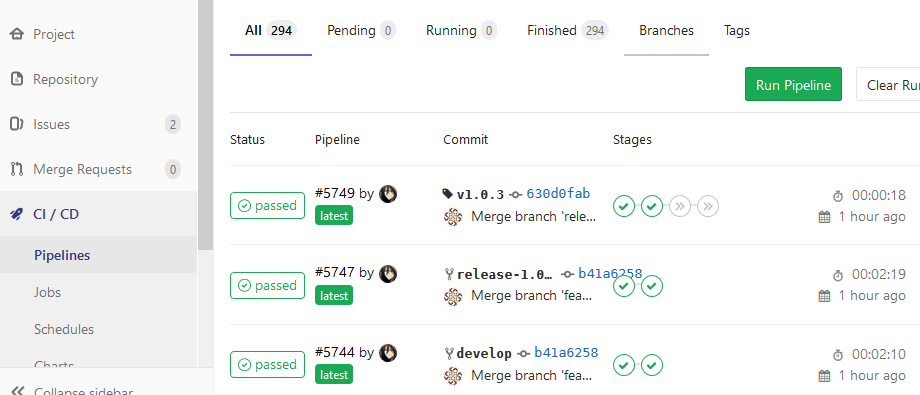 Project
Repository
Issues 2
Merge Requests 0
CI / CD
Pipelines
Jobs
Schedules
Charts
Collapse sidebar
All 294 Pending 0 Running 0 Finished 294 Branches Tags
Run Pipeline Clear Ru
Status Pipeline Commit Stages
passed #5749 by v1.0.3 630d0fab 00:00:18
latest Merge branch 'rele... 1 hour ago
passed #5747 by release-1.0... b41a6258 00:02:19
latest Merge branch 'fea... 1 hour ago
passed #5744 by develop b41a6258 00:02:10
latest Merge branch 'fea... 1 hour ago